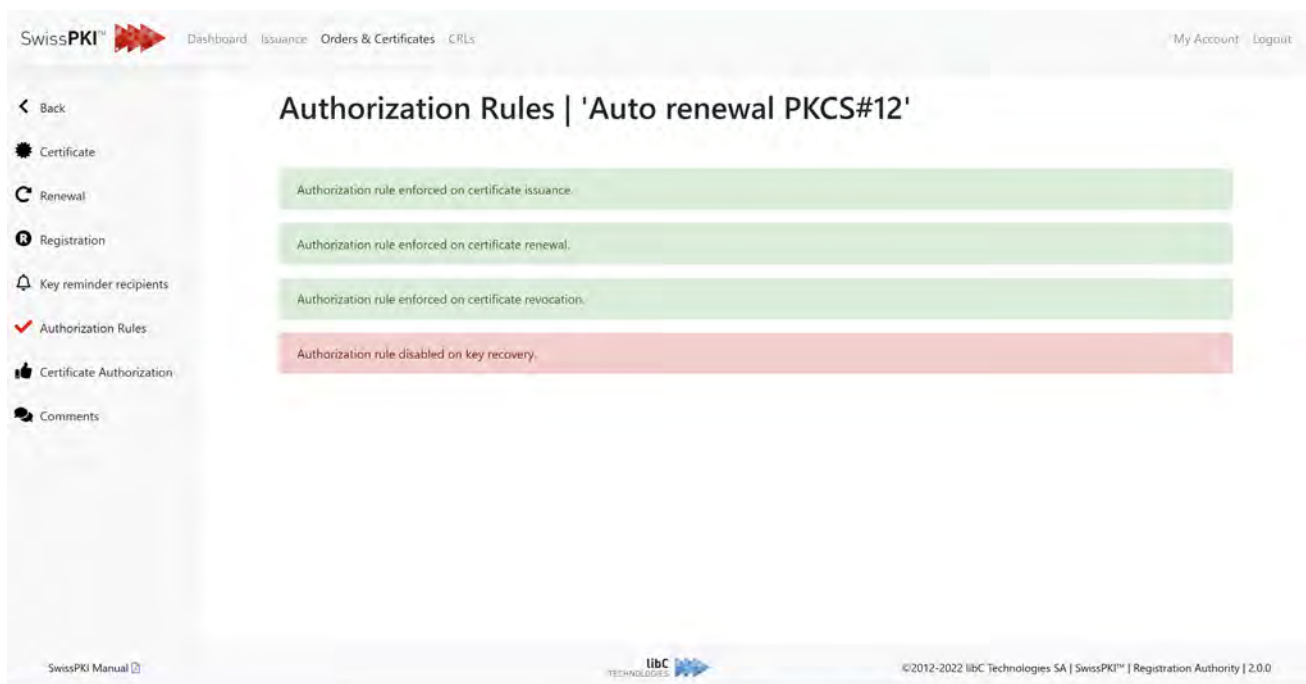 SwissPKI™ Dashboard Issuance Orders & Certificates CRLs My Account Logout
Back
Authorization Rules | 'Auto renewal PKCS#12'
Certificate
Renewal
Registration
Key reminder recipients
Authorization Rules
Certificate Authorization
Comments
Authorization rule enforced on certificate issuance.
Authorization rule enforced on certificate renewal.
Authorization rule enforced on certificate revocation.
Authorization rule disabled on key recovery.
SwissPKI Manual
libC
TECHNOLOGIES
©2012-2022 libC Technologies SA | SwissPKI™ | Registration Authority | 2.0.0